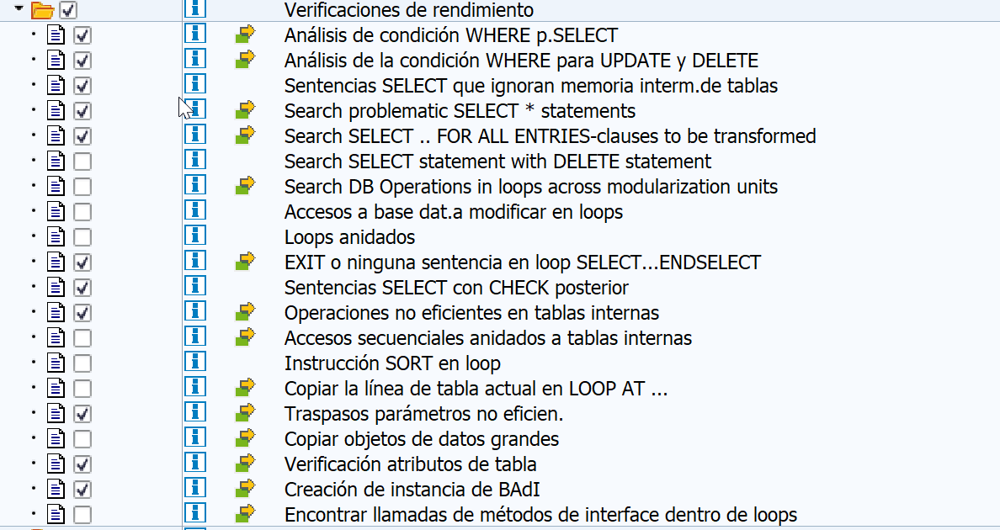 Verificaciones de rendimiento
Análisis de condición WHERE p.SELECT
Análisis de la condición WHERE para UPDATE y DELETE
Sentencias SELECT que ignoran memoria interm.de tablas
Search problematic SELECT * statements
Search SELECT .. FOR ALL ENTRIES-clauses to be transformed
Search SELECT statement with DELETE statement
Search DB Operations in loops across modularization units
Accesos a base dat.a modificar en loops
Loops anidados
EXIT o ninguna sentencia en loop SELECT...ENDSELECT
Sentencias SELECT con CHECK posterior
Operaciones no eficientes en tablas internas
Accesos secuenciales anidados a tablas internas
Instrucción SORT en loop
Copiar la línea de tabla actual en LOOP AT ...
Traspasos parámetros no eficien.
Copiar objetos de datos grandes
Verificación atributos de tabla
Creación de instancia de BAdI
Encontrar llamadas de métodos de interface dentro de loops